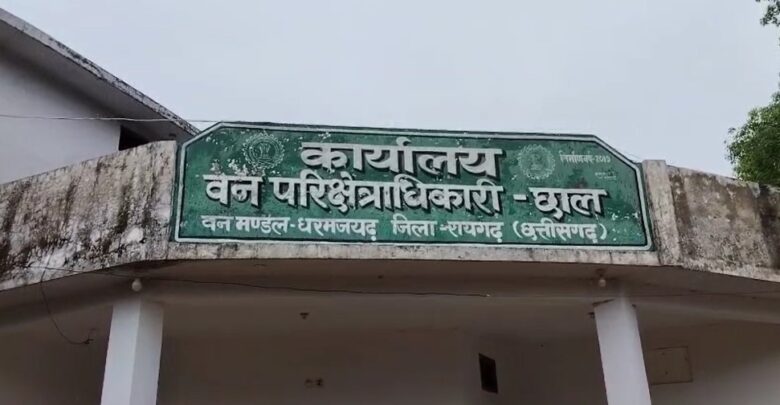 कार्यालय
वन परिक्षेत्राधिकारी - छाल
वन मण्डल - धरमजयगढ़ जिला - रायगढ़ (छत्तीसगढ़)